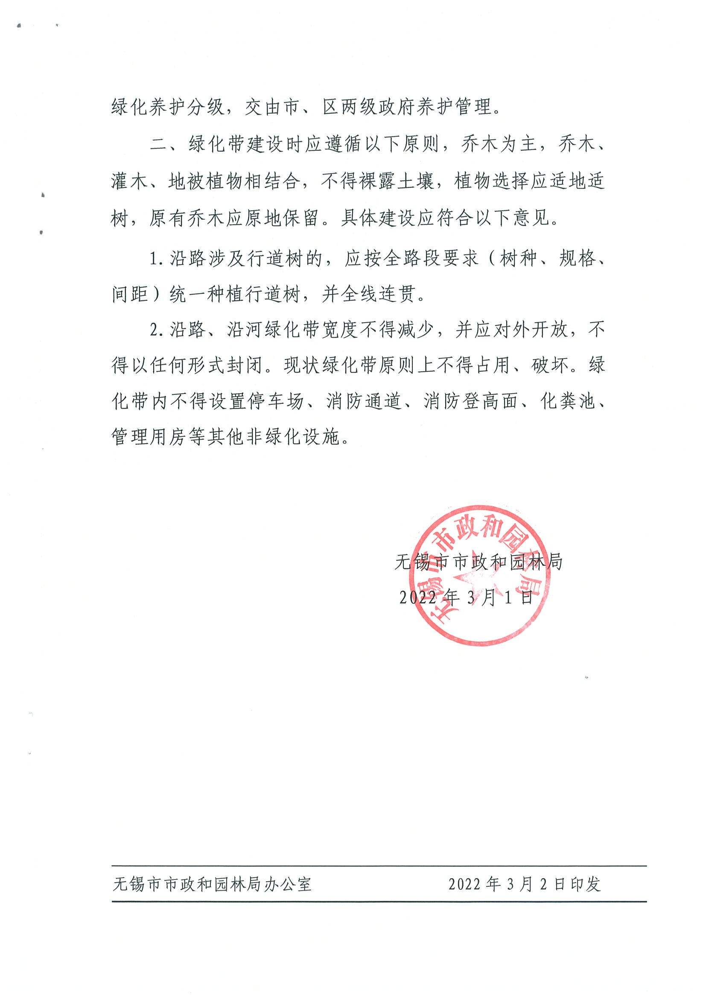 绿化养护分级，交由市、区两级政府养护管理。
二、绿化带建设时应遵循以下原则，乔木为主，乔木、
灌木、地被植物相结合，不得裸露土壤，植物选择应适地适
树，原有乔木应原地保留。具体建设应符合以下意见。
1.沿路涉及行道树的，应按全路段要求（树种、规格、
间距）统一种植行道树，并全线连贯。
2.沿路、沿河绿化带宽度不得减少，并应对外开放，不
得以任何形式封闭。现状绿化带原则上不得占用、破坏。绿
化带内不得设置停车场、消防通道、消防登高面、化粪池、
管理用房等其他非绿化设施。
无锡市市政和园林局
无锡市市政和园林局
2022年3月1日
无锡市市政和园林局办公室 2022年3月2日印发